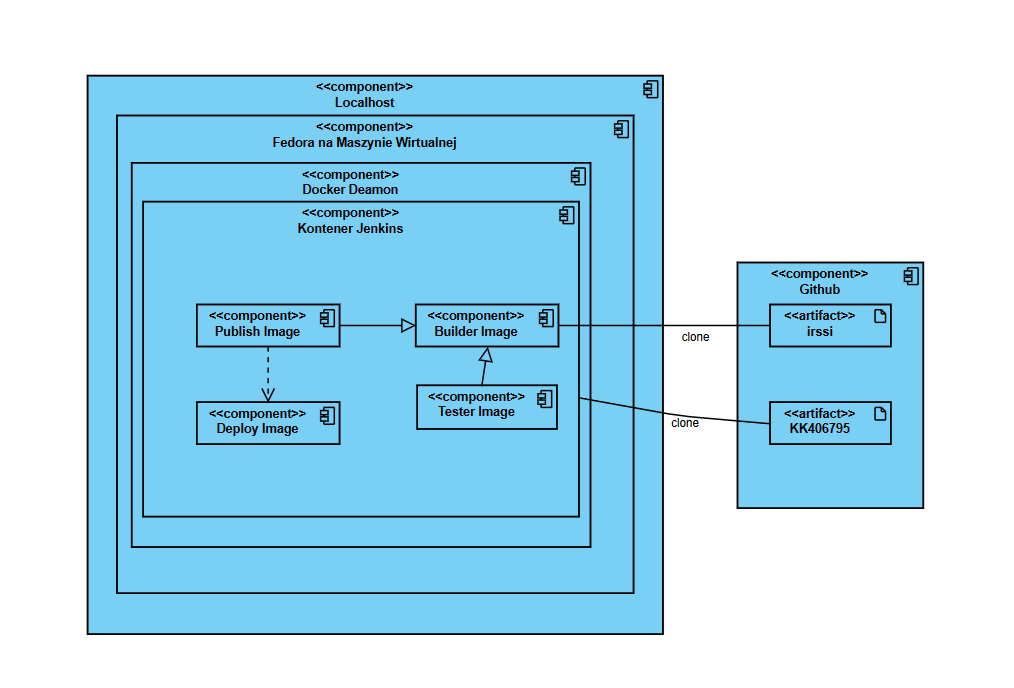 <<component>>
Localhost
<<component>>
Fedora na Maszynie Wirtualnej
<<component>>
Docker Deamon
<<component>>
Kontener Jenkins
<<component>>
Publish Image
<<component>>
Builder Image
<<component>>
Deploy Image
<<component>>
Tester Image
clone
clone
<<component>>
Github
<<artifact>>
irssi
<<artifact>>
KK406795